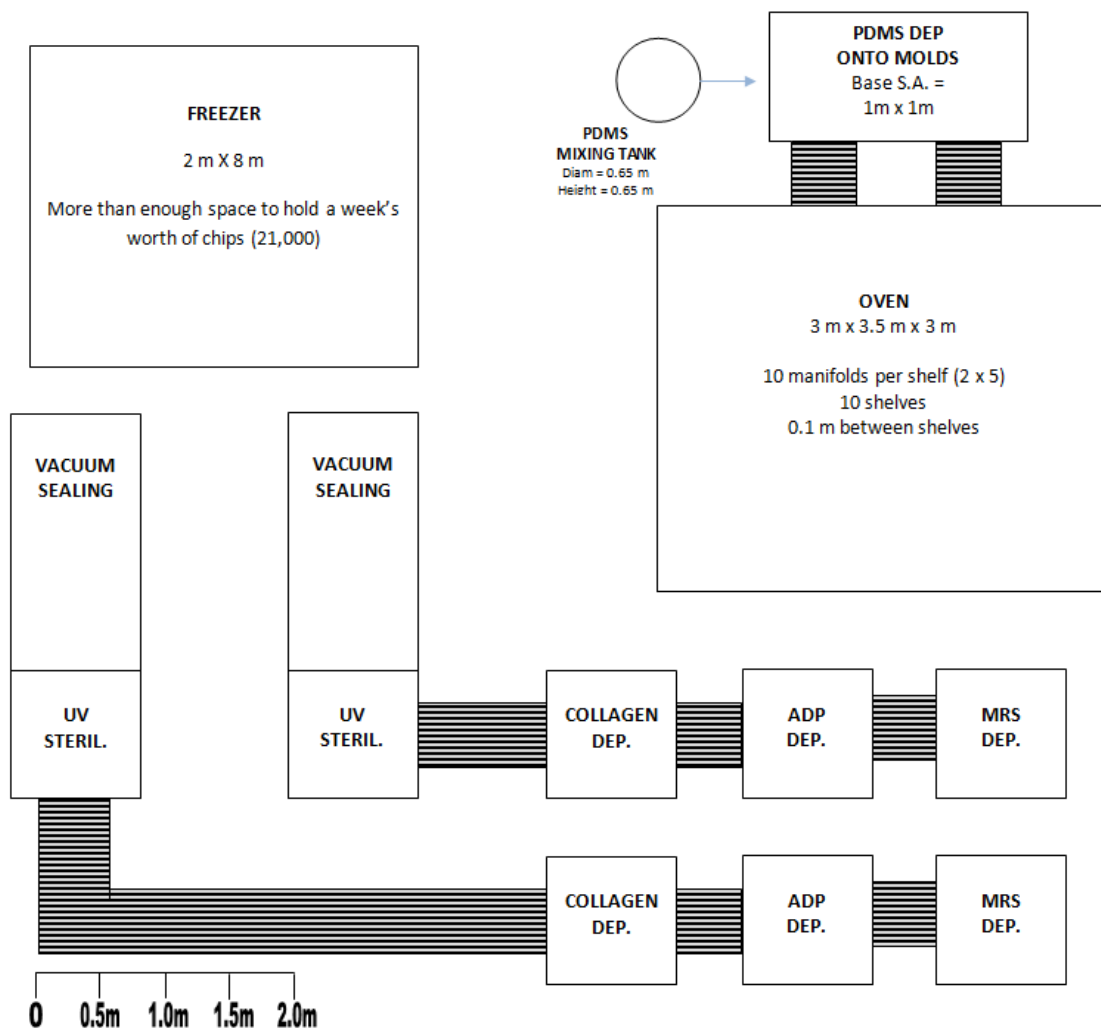 FREEZER
2 m X 8 m
More than enough space to hold a week's
worth of chips (21,000)
PDMS
MIXING TANK
Diam = 0.65 m
Height = 0.65 m
PDMS DEP
ONTO MOLDS
Base S.A. =
1m x 1m
OVEN
3 m x 3.5 m x 3 m
10 manifolds per shelf (2 x 5)
10 shelves
0.1 m between shelves
VACUUM
SEALING
VACUUM
SEALING
UV
STERIL.
UV
STERIL.
COLLAGEN
DEP.
ADP
DEP.
MRS
DEP.
COLLAGEN
DEP.
ADP
DEP.
MRS
DEP.
0 0.5m 1.0m 1.5m 2.0m